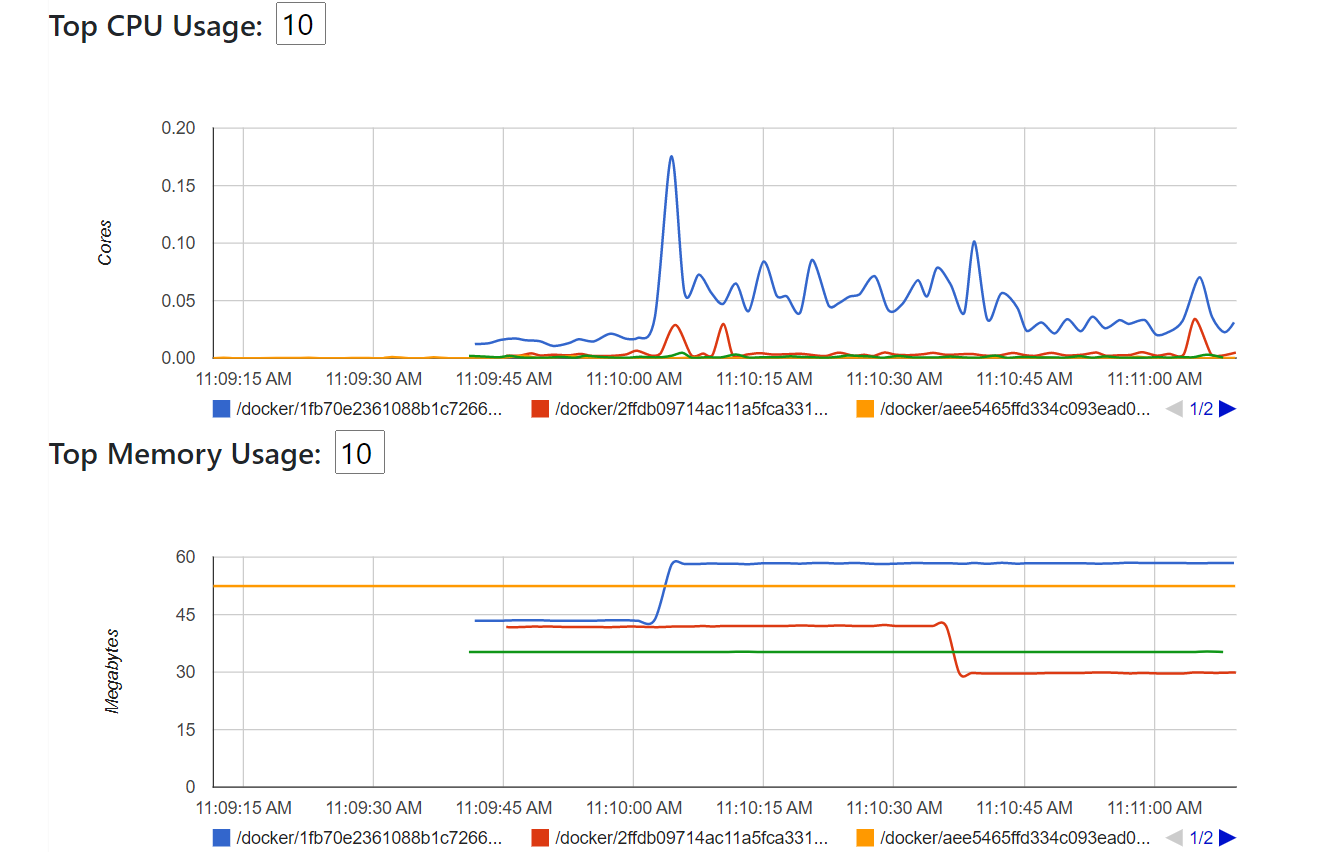 Top CPU Usage: 10
0.20
0.15
0.10
0.05
0.00
Cores
11:09:15 AM 11:09:30 AM 11:09:45 AM 11:10:00 AM 11:10:15 AM 11:10:30 AM 11:10:45 AM 11:11:00 AM
/docker/1fb70e2361088b1c7266... /docker/2ffdb09714ac11a5fca331... /docker/aee5465ffd334c093ead0... 1/2
Top Memory Usage: 10
60
45
30
15
0
Megabytes
11:09:15 AM 11:09:30 AM 11:09:45 AM 11:10:00 AM 11:10:15 AM 11:10:30 AM 11:10:45 AM 11:11:00 AM
/docker/1fb70e2361088b1c7266... /docker/2ffdb09714ac11a5fca331... /docker/aee5465ffd334c093ead0... 1/2